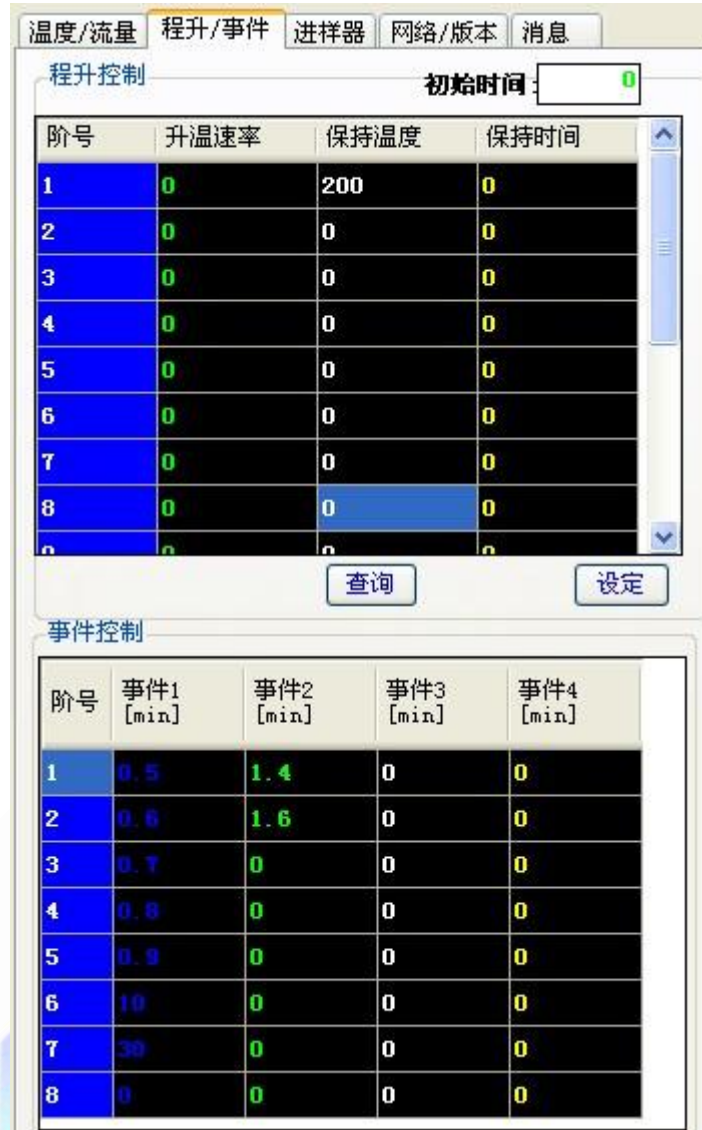 温度/流量 程升/事件 进样器 网络/版本 消息
程升控制
初始时间: 0
阶号 升温速率 保持温度 保持时间
1 0 200 0
2 0 0 0
3 0 0 0
4 0 0 0
5 0 0 0
6 0 0 0
7 0 0 0
8 0 0 0
查询 设定
事件控制
阶号 事件1 [min] 事件2 [min] 事件3 [min] 事件4 [min]
1 0.5 1.4 0 0
2 0.6 1.6 0 0
3 0.7 0 0 0
4 0.8 0 0 0
5 0.9 0 0 0
6 10 0 0 0
7 30 0 0 0
8 0 0 0 0